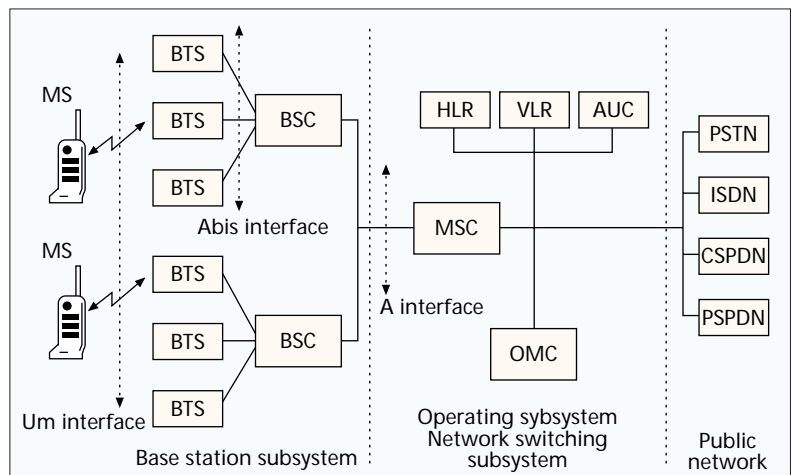 BTS
MS
BTS
BSC
HLR
VLR
AUC
PSTN
BTS
ISDN
Abis interface
MSC
MS
CSPDN
BTS
A interface
PSPDN
BTS
BSC
OMC
BTS
Um interface
Operating sybsystem
Network switching
subsystem
Base station subsystem
Public
network